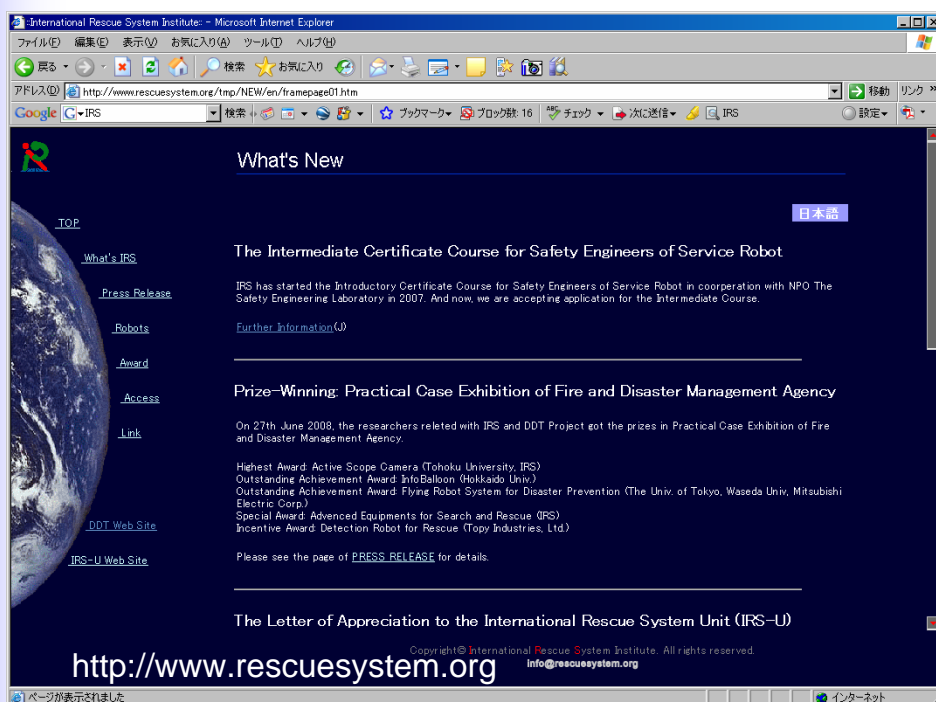 :International Rescue System Institute:: - Microsoft Internet Explorer
ファイル(F) 編集(E) 表示(V) お気に入り(A) ツール(T) ヘルプ(H)
戻る 検索 お気に入り
アドレス(D) http://www.rescuesystem.org/tmp/NEW/en/framepage01.htm 移動 リンク »
Google G IRS 検索 ブックマーク ブロック数: 16 チェック 次に送信 IRS 設定
What's New
日本語
TOP
What's IRS
Press Release
Robots
Award
Access
Link
DDT Web Site
IRS-U Web Site
The Intermediate Certificate Course for Safety Engineers of Service Robot
IRS has started the Introductory Certificate Course for Safety Engineers of Service Robot in coorperation with NPO The
Safety Engineering Laboratory in 2007. And now, we are accepting application for the Intermediate Course.
Further Information(J)
Prize-Winning: Practical Case Exhibition of Fire and Disaster Management Agency
On 27th June 2008, the researchers releted with IRS and DDT Project got the prizes in Practical Case Exhibition of Fire
and Disaster Management Agency.
Highest Award: Active Scope Camera (Tohoku University, IRS)
Outstanding Achievement Award: InfoBalloon (Hokkaido Univ.)
Outstanding Achievement Award: Flying Robot System for Disaster Prevention (The Univ. of Tokyo, Waseda Univ, Mitsubishi
Electric Corp.)
Special Award: Advanced Equipments for Search and Rescue (IRS)
Incentive Award: Detection Robot for Rescue (Topy Industries, Ltd.)
Please see the page of PRESS RELEASE for details.
The Letter of Appreciation to the International Rescue System Unit (IRS-U)
Copyright© International Rescue System Institute. All rights reserved.
info@rescuesystem.org
http://www.rescuesystem.org
ページが表示されました インターネット